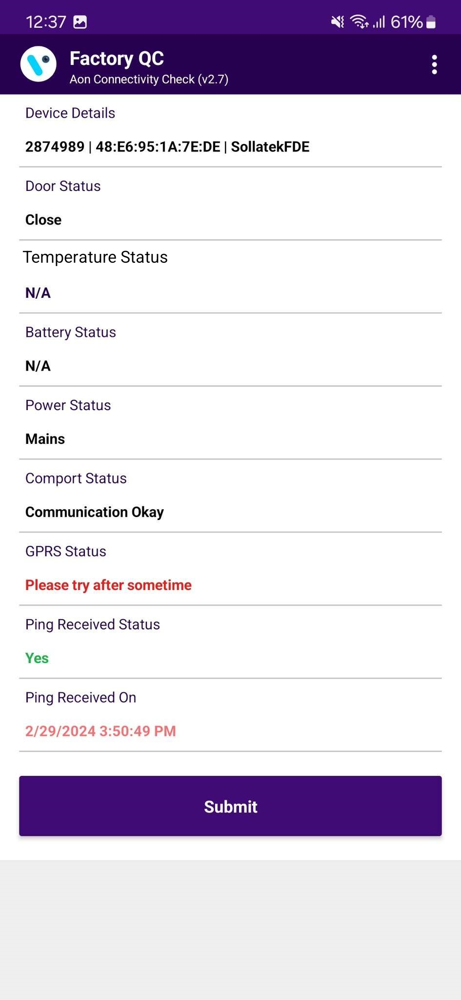 12:37
61%
Factory QC
Aon Connectivity Check (v2.7)
Device Details
2874989 | 48:E6:95:1A:7E:DE | SollatekFDE
Door Status
Close
Temperature Status
N/A
Battery Status
N/A
Power Status
Mains
Comport Status
Communication Okay
GPRS Status
Please try after sometime
Ping Received Status
Yes
Ping Received On
2/29/2024 3:50:49 PM
Submit